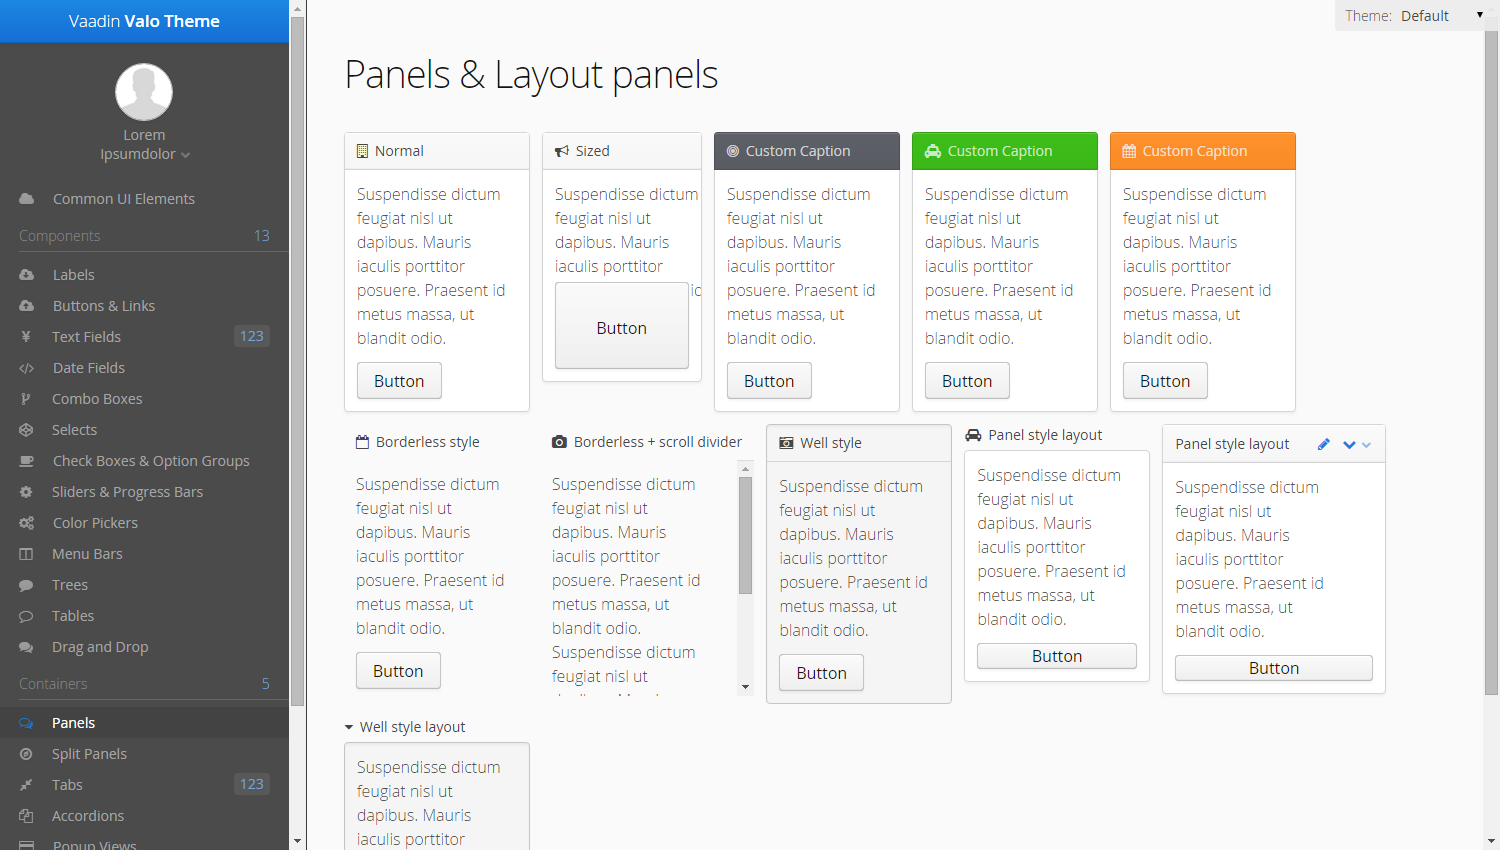 Vaadin Valo Theme
Lorem
Ipsumdolor
Common UI Elements
Components 13
Labels
Buttons & Links
Text Fields 123
Date Fields
Combo Boxes
Selects
Check Boxes & Option Groups
Sliders & Progress Bars
Color Pickers
Menu Bars
Trees
Tables
Drag and Drop
Containers 5
Panels
Split Panels
Tabs 123
Accordions
Popup Views
Theme: Default
Panels & Layout panels
Normal
Suspendisse dictum
feugiat nisl ut
dapibus. Mauris
iaculis porttitor
posuere. Praesent id
metus massa, ut
blandit odio.
Button
Sized
Suspendisse dictum
feugiat nisl ut
dapibus. Mauris
iaculis porttitor
id
Button
Custom Caption
Suspendisse dictum
feugiat nisl ut
dapibus. Mauris
iaculis porttitor
posuere. Praesent id
metus massa, ut
blandit odio.
Button
Custom Caption
Suspendisse dictum
feugiat nisl ut
dapibus. Mauris
iaculis porttitor
posuere. Praesent id
metus massa, ut
blandit odio.
Button
Custom Caption
Suspendisse dictum
feugiat nisl ut
dapibus. Mauris
iaculis porttitor
posuere. Praesent id
metus massa, ut
blandit odio.
Button
Borderless style
Suspendisse dictum
feugiat nisl ut
dapibus. Mauris
iaculis porttitor
posuere. Praesent id
metus massa, ut
blandit odio.
Button
Borderless + scroll divider
Suspendisse dictum
feugiat nisl ut
dapibus. Mauris
iaculis porttitor
posuere. Praesent id
metus massa, ut
blandit odio.
Suspendisse dictum
feugiat nisl ut
Well style
Suspendisse dictum
feugiat nisl ut
dapibus. Mauris
iaculis porttitor
posuere. Praesent id
metus massa, ut
blandit odio.
Button
Panel style layout
Suspendisse dictum
feugiat nisl ut
dapibus. Mauris
iaculis porttitor
posuere. Praesent id
metus massa, ut
blandit odio.
Button
Panel style layout
Suspendisse dictum
feugiat nisl ut
dapibus. Mauris
iaculis porttitor
posuere. Praesent id
metus massa, ut
blandit odio.
Button
Well style layout
Suspendisse dictum
feugiat nisl ut
dapibus. Mauris
iaculis porttitor